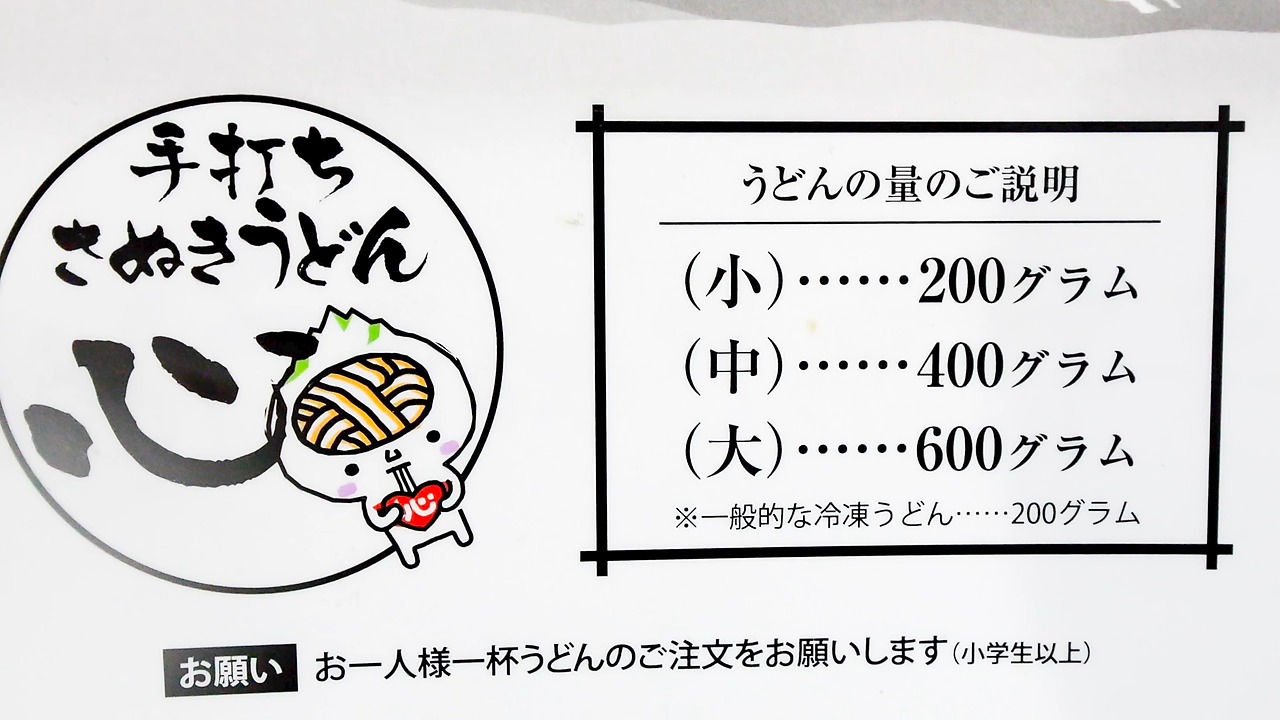 手打ち
さぬきうどん
心
心
うどんの量のご説明
(小)……200グラム
(中)……400グラム
(大)……600グラム
※一般的な冷凍うどん……200グラム
お願い お一人様一杯うどんのご注文をお願いします(小学生以上)